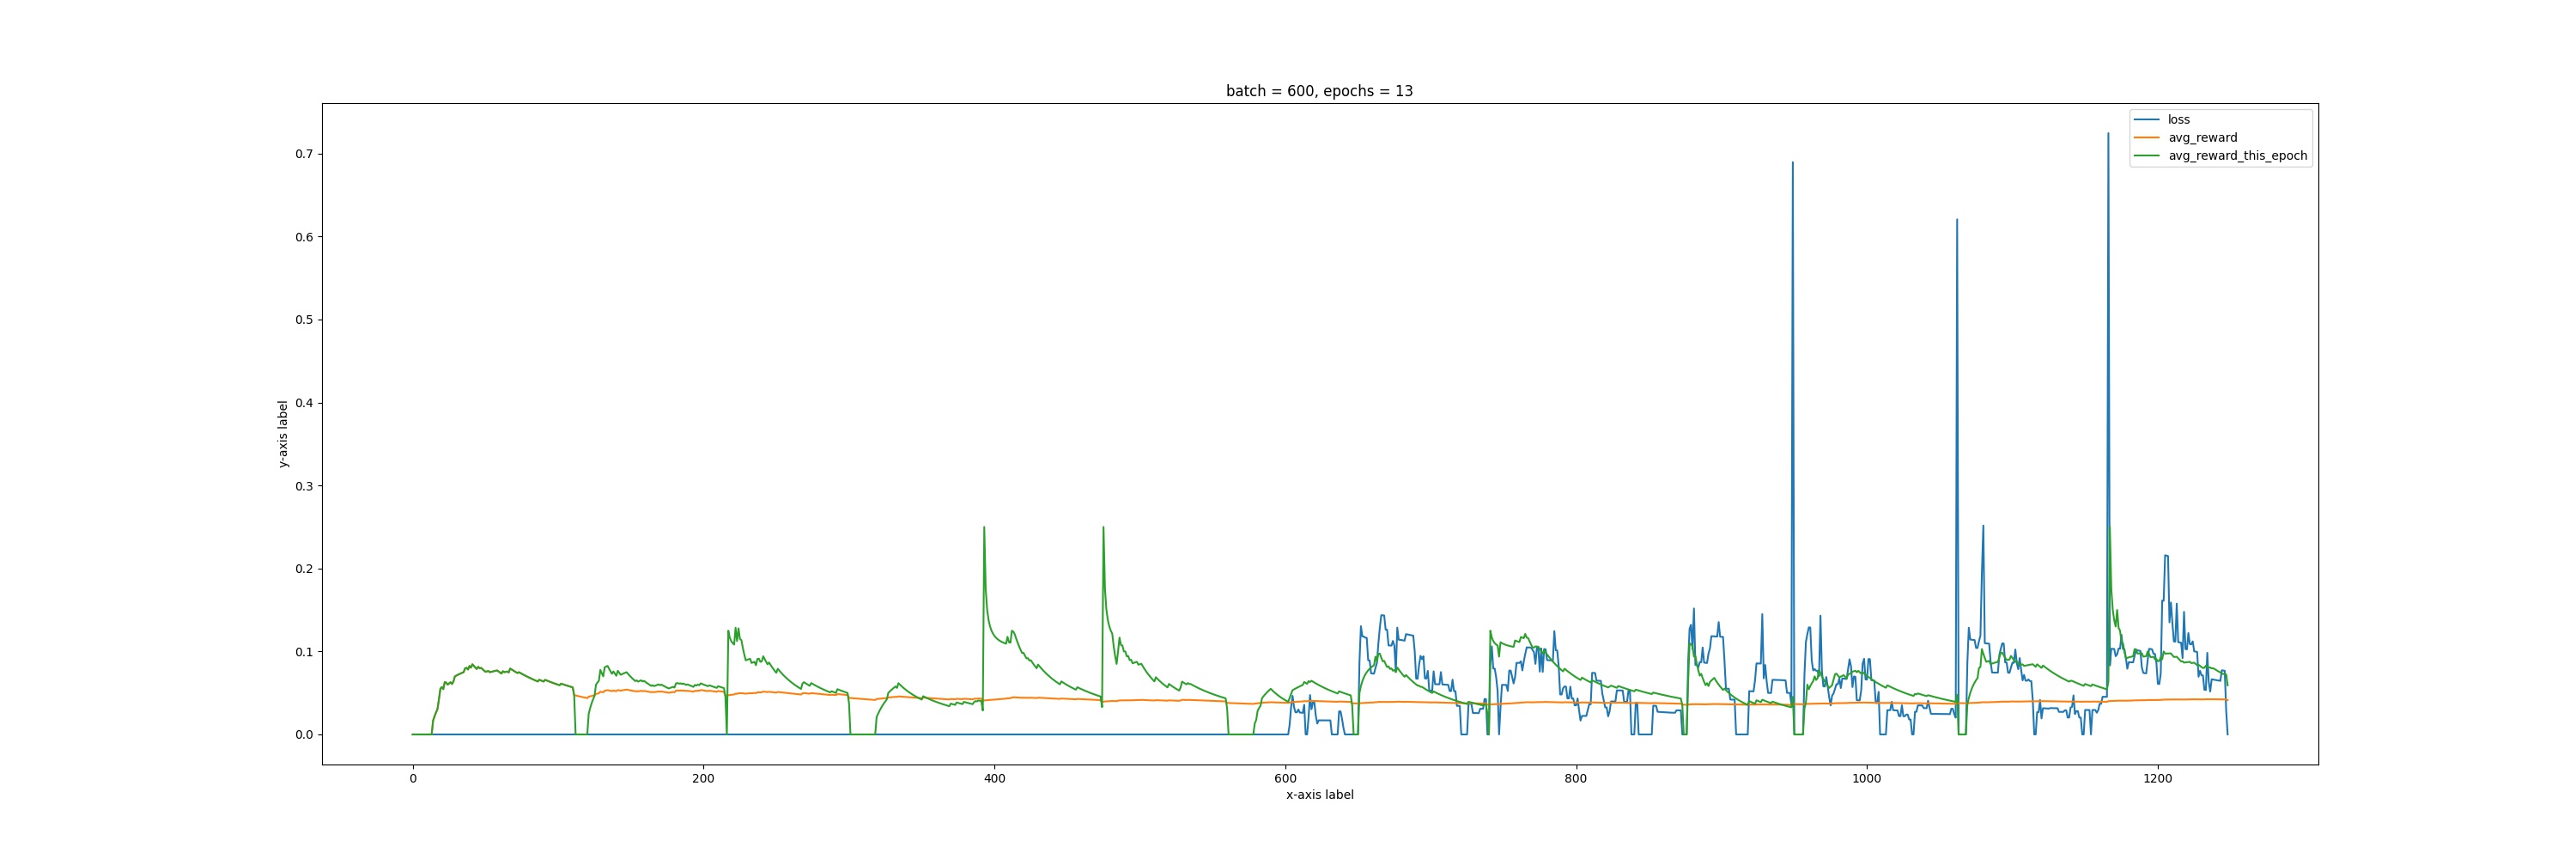 batch = 600, epochs = 13
loss
avg_reward
avg_reward_this_epoch
y-axis label
0.7
0.6
0.5
0.4
0.3
0.2
0.1
0.0
0 200 400 600 800 1000 1200
x-axis label